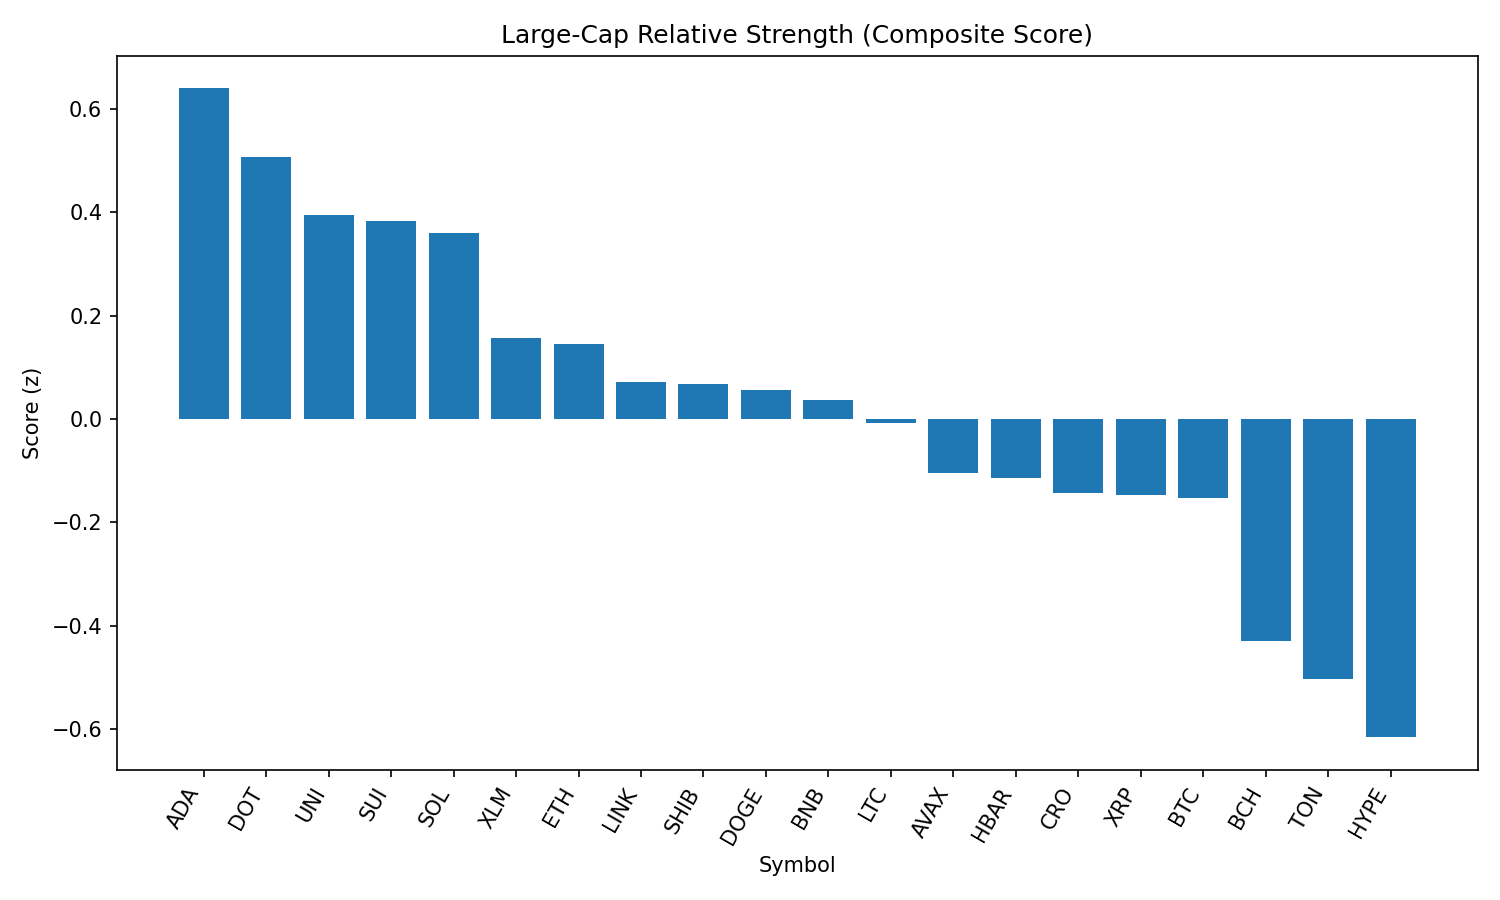 Large-Cap Relative Strength (Composite Score)
Score (z)
0.6
0.4
0.2
0.0
−0.2
−0.4
−0.6
ADA
DOT
UNI
SUI
SOL
XLM
ETH
LINK
SHIB
DOGE
BNB
LTC
AVAX
HBAR
CRO
XRP
BTC
BCH
TON
HYPE
Symbol